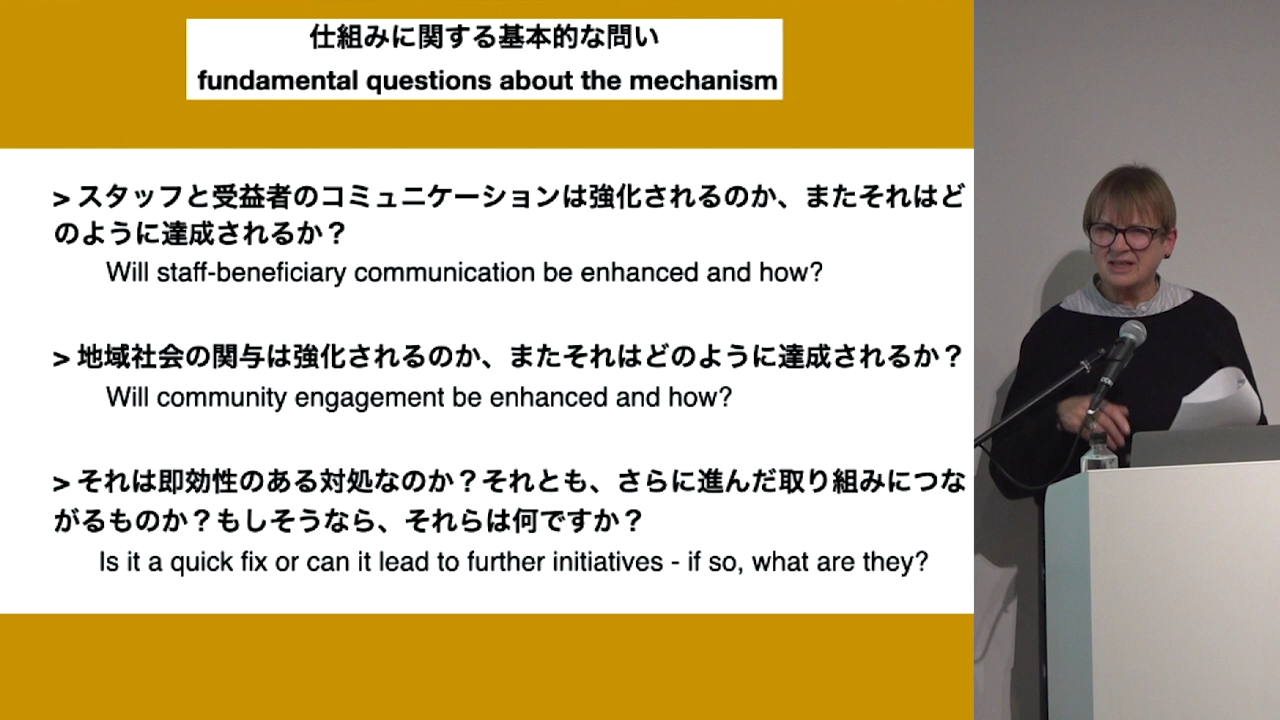 仕組みに関する基本的な問い
fundamental questions about the mechanism
> スタッフと受益者のコミュニケーションは強化されるのか、またそれはど
のように達成されるか？
Will staff-beneficiary communication be enhanced and how?
> 地域社会の関与は強化されるのか、またそれはどのように達成されるか？
Will community engagement be enhanced and how?
> それは即効性のある対処なのか？それとも、さらに進んだ取り組みにつな
がるものか？もしそうなら、それらは何ですか？
Is it a quick fix or can it lead to further initiatives - if so, what are they?